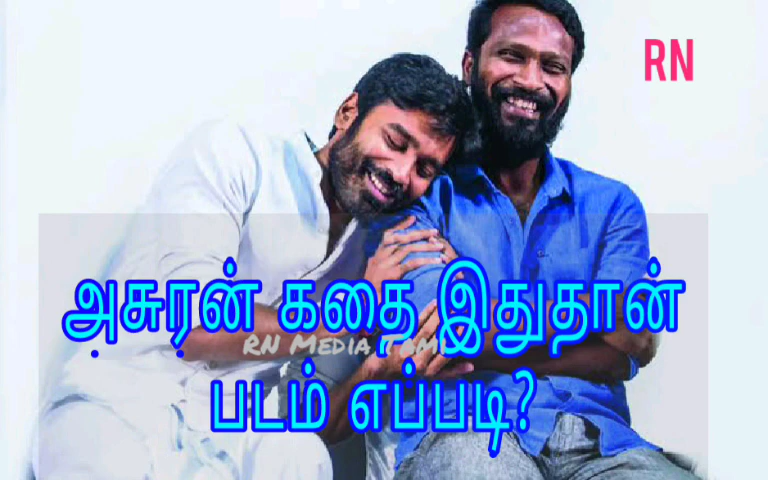 RN
அசுரன் கதை இதுதான்
RN Media Tamil
படம் எப்படி?